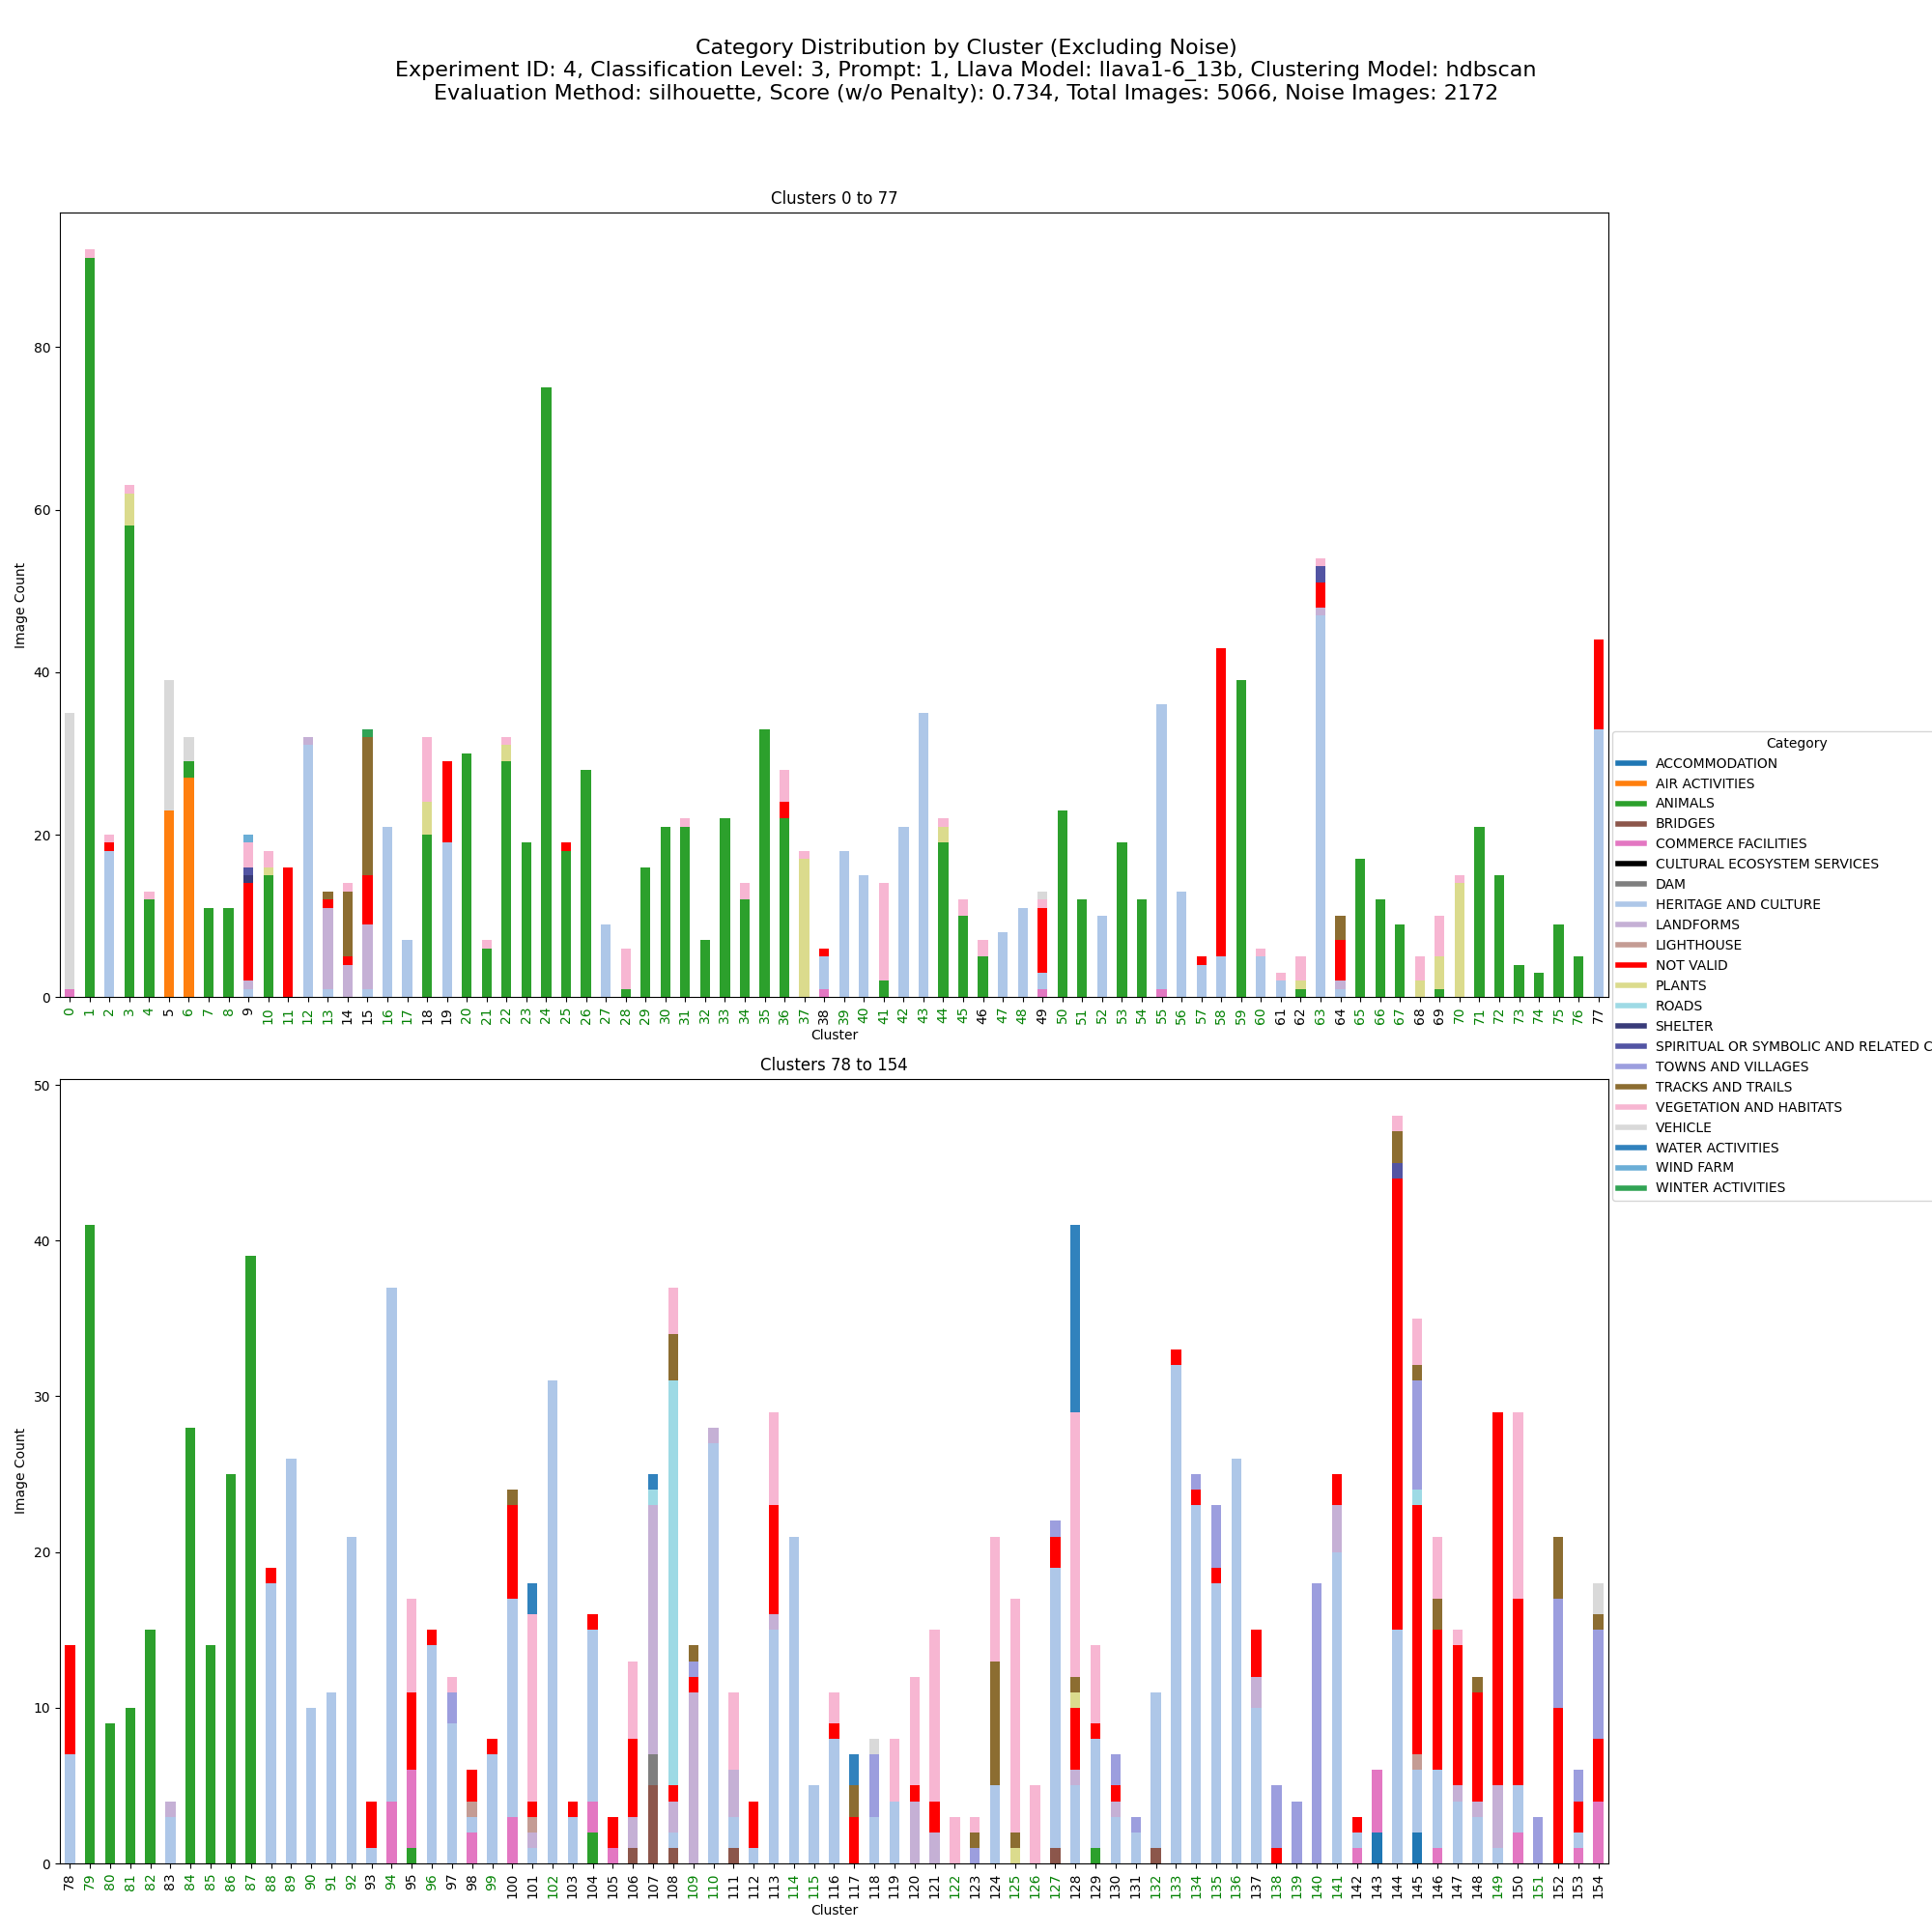 Category Distribution by Cluster (Excluding Noise)
Experiment ID: 4, Classification Level: 3, Prompt: 1, Llava Model: llava1-6_13b, Clustering Model: hdbscan
Evaluation Method: silhouette, Score (w/o Penalty): 0.734, Total Images: 5066, Noise Images: 2172
Clusters 0 to 77
80
60
40
20
0
Image Count
0 1 2 3 4 5 6 7 8 9 10 11 12 13 14 15 16 17 18 19 20 21 22 23 24 25 26 27 28 29 30 31 32 33 34 35 36 37 38 39 40 41 42 43 44 45 46 47 48 49 50 51 52 53 54 55 56 57 58 59 60 61 62 63 64 65 66 67 68 69 70 71 72 73 74 75 76 77
Cluster
Category
ACCOMMODATION
AIR ACTIVITIES
ANIMALS
BRIDGES
COMMERCE FACILITIES
CULTURAL ECOSYSTEM SERVICES
DAM
HERITAGE AND CULTURE
LANDFORMS
LIGHTHOUSE
NOT VALID
PLANTS
ROADS
SHELTER
SPIRITUAL OR SYMBOLIC AND RELATED C
TOWNS AND VILLAGES
TRACKS AND TRAILS
VEGETATION AND HABITATS
VEHICLE
WATER ACTIVITIES
WIND FARM
WINTER ACTIVITIES
Clusters 78 to 154
50
40
30
20
10
0
Image Count
78 79 80 81 82 83 84 85 86 87 88 89 90 91 92 93 94 95 96 97 98 99 100 101 102 103 104 105 106 107 108 109 110 111 112 113 114 115 116 117 118 119 120 121 122 123 124 125 126 127 128 129 130 131 132 133 134 135 136 137 138 139 140 141 142 143 144 145 146 147 148 149 150 151 152 153 154
Cluster